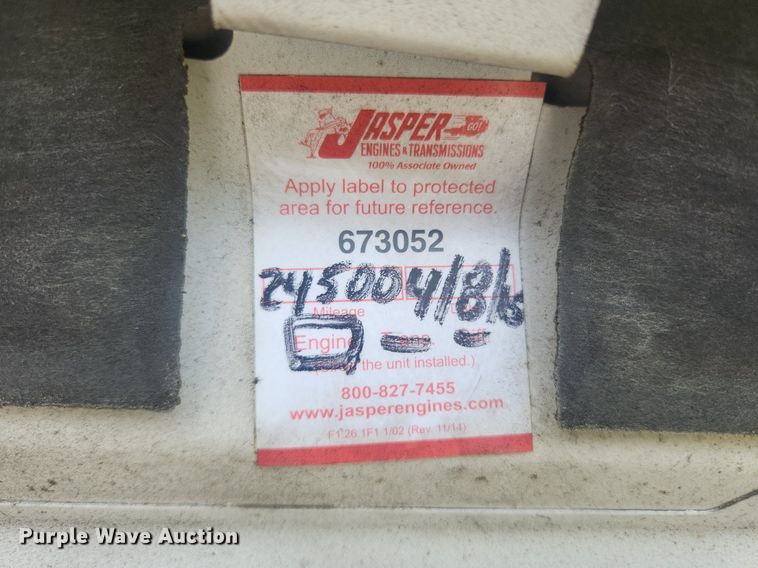 JASPER GO!
ENGINES & TRANSMISSIONS
100% Associate Owned
Apply label to protected
area for future reference.
673052
245004/8/
Mileage
Engine Trans.
the unit installed.)
800-827-7455
www.jasperengines.com
F1.26.1F1 1/02 (Rev. 11/14)
Purple Wave Auction